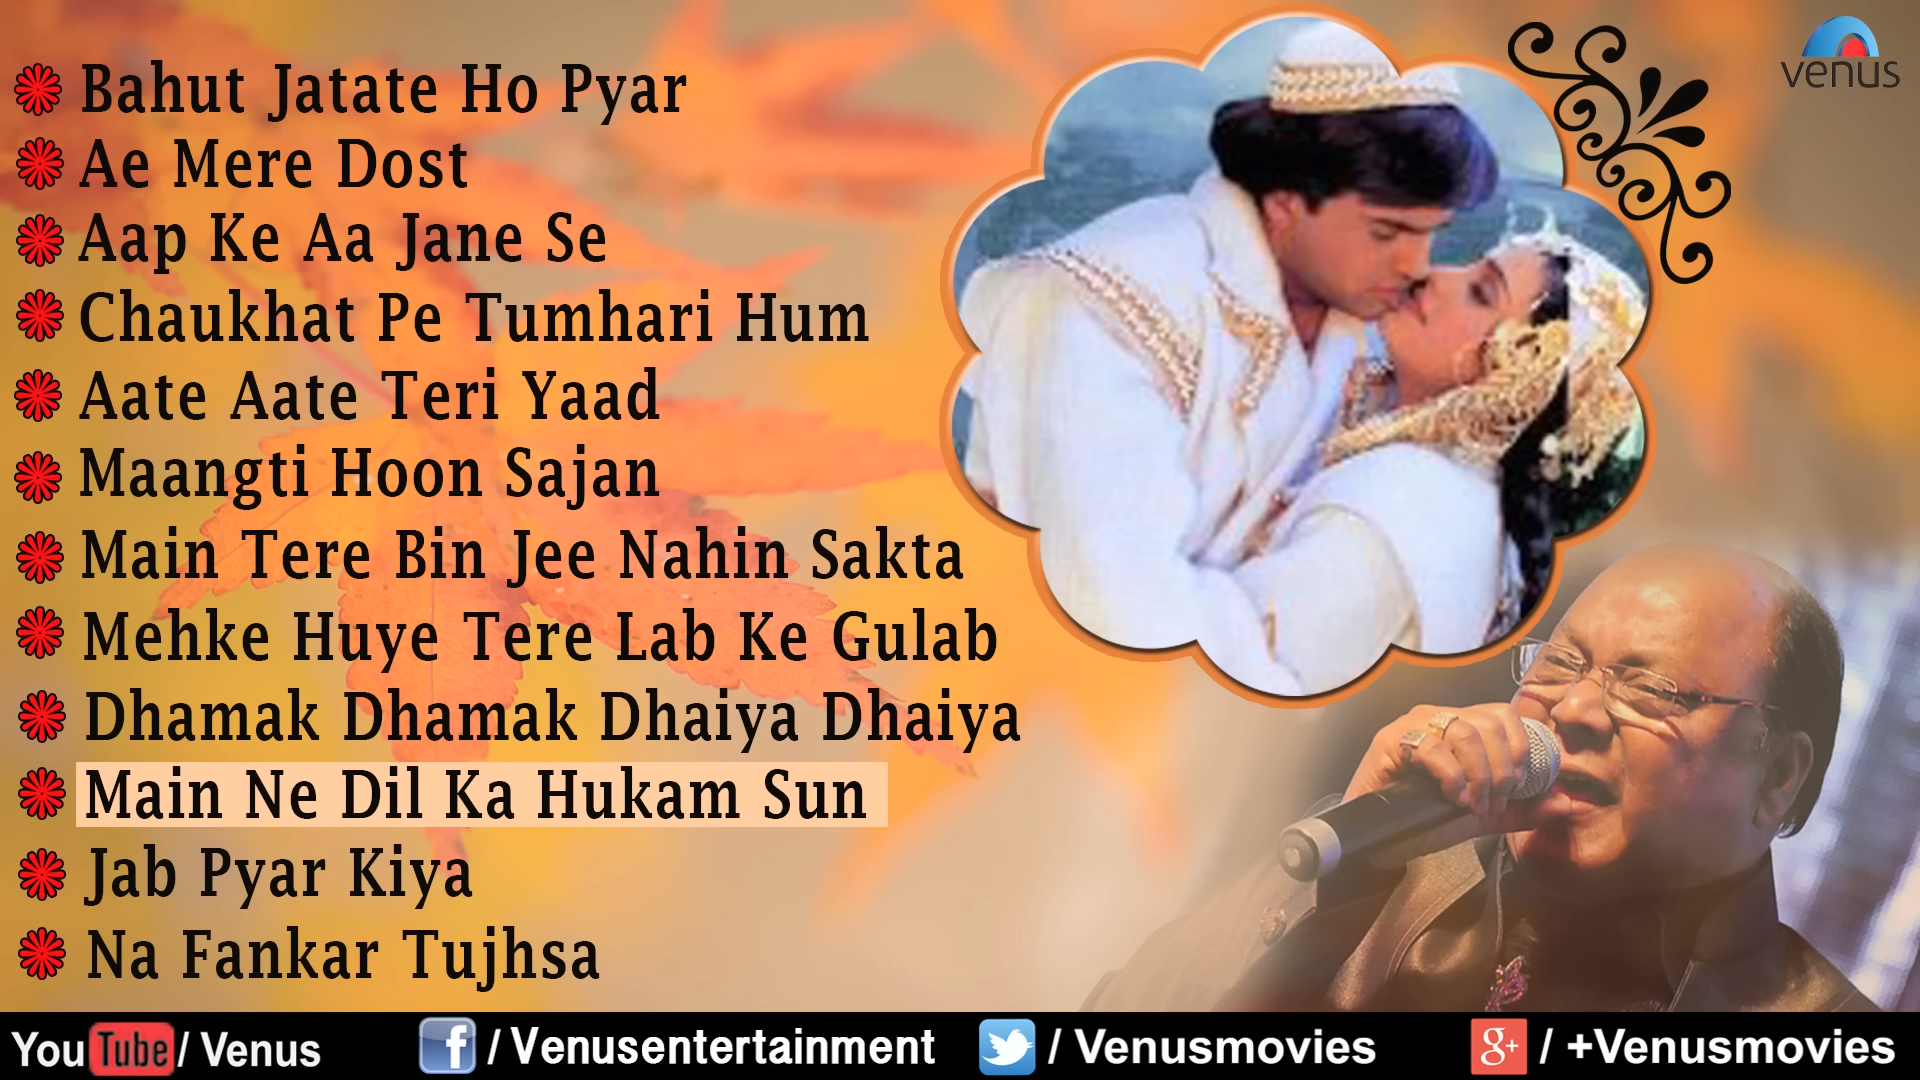 Bahut Jatate Ho Pyar
Ae Mere Dost
Aap Ke Aa Jane Se
Chaukhat Pe Tumhari Hum
Aate Aate Teri Yaad
Maangti Hoon Sajan
Main Tere Bin Jee Nahin Sakta
Mehke Huye Tere Lab Ke Gulab
Dhamak Dhamak Dhaiya Dhaiya
Main Ne Dil Ka Hukam Sun
Jab Pyar Kiya
Na Fankar Tujhsa
venus
YouTube / Venus
f / Venusentertainment
/ Venusmovies
g+ / +Venusmovies